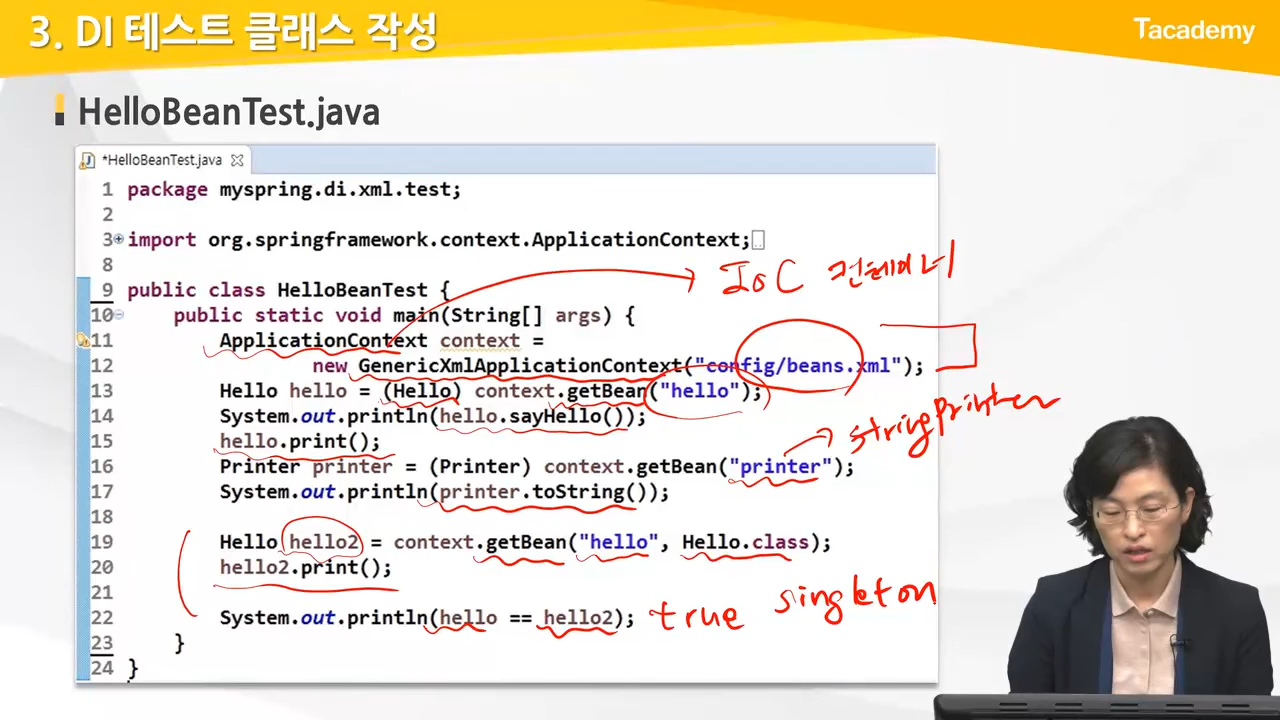 3. DI 테스트 클래스 작성
Tacademy
HelloBeanTest.java
*HelloBeanTest.java
1 package myspring.di.xml.test;
2
3 import org.springframework.context.ApplicationContext;
8
9 public class HelloBeanTest {
10 public static void main(String[] args) {
11 ApplicationContext context =
12 new GenericXmlApplicationContext("config/beans.xml");
13 Hello hello = (Hello) context.getBean("hello");
14 System.out.println(hello.sayHello());
15 hello.print();
16 Printer printer = (Printer) context.getBean("printer");
17 System.out.println(printer.toString());
18
19 Hello hello2 = context.getBean("hello", Hello.class);
20 hello2.print();
21
22 System.out.println(hello == hello2);
23 }
24 }
IoC 컨테이너
stringPrinter
true singleton